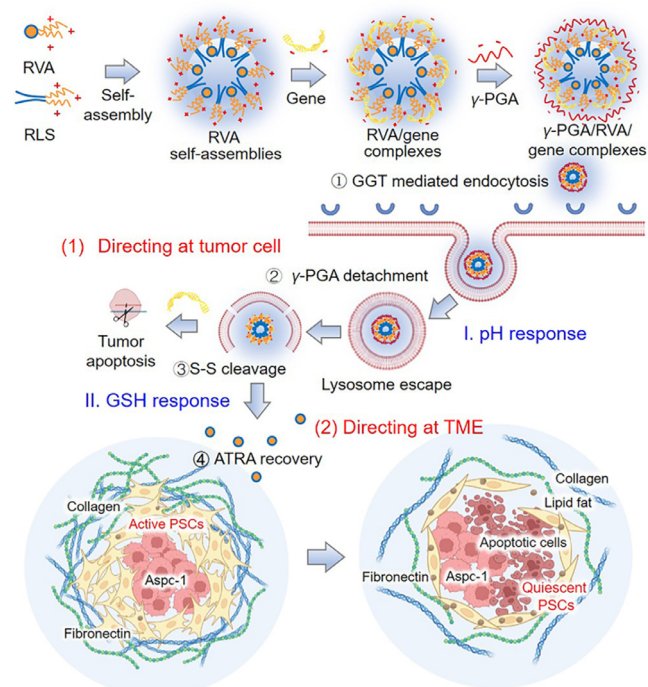 RVA
RLS
Self-
assembly
RVA
self-assemblies
Gene
RVA/gene
complexes
γ-PGA
γ-PGA/RVA/
gene complexes
① GGT mediated endocytosis
(1) Directing at tumor cell
② γ-PGA detachment
I. pH response
Tumor
apoptosis
③S-S cleavage
Lysosome escape
II. GSH response
(2) Directing at TME
④ ATRA recovery
Collagen
Active PSCs
Aspc-1
Fibronectin
Collagen
Lipid fat
Apoptotic cells
Fibronectin
Aspc-1
Quiescent
PSCs